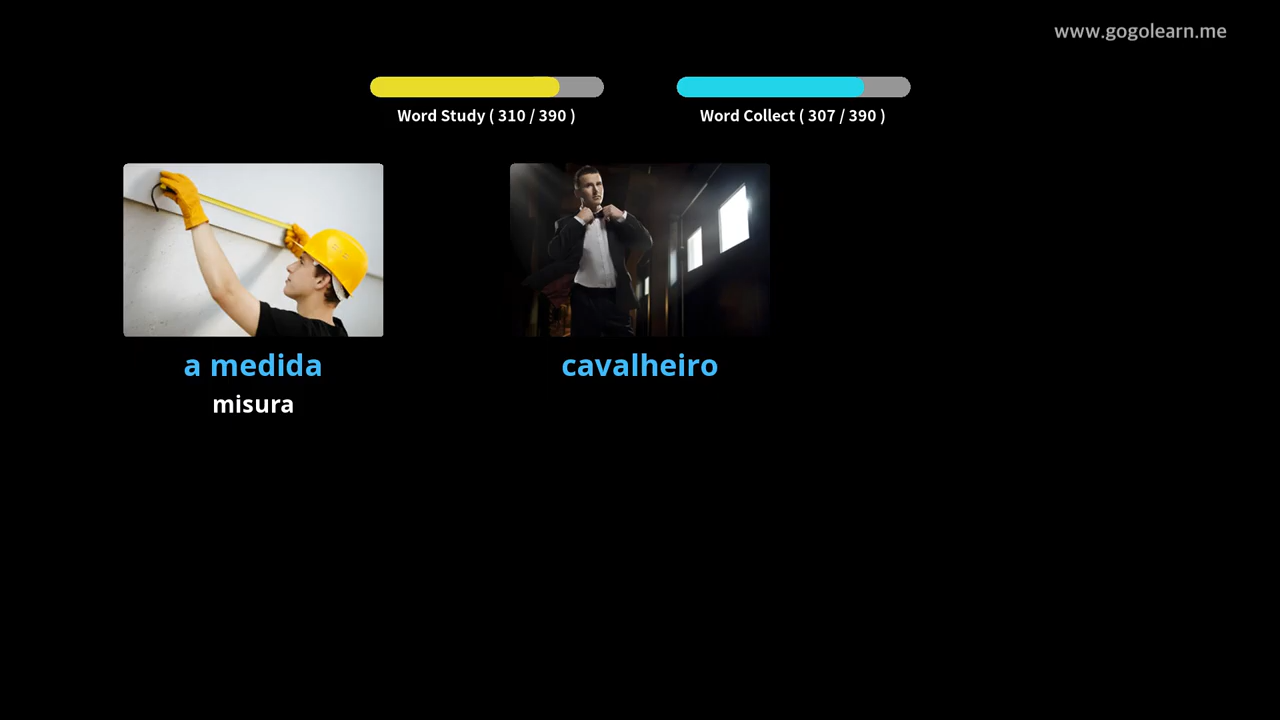 www.gogolearn.me
Word Study ( 310 / 390 )
Word Collect ( 307 / 390 )
a medida
misura
cavalheiro